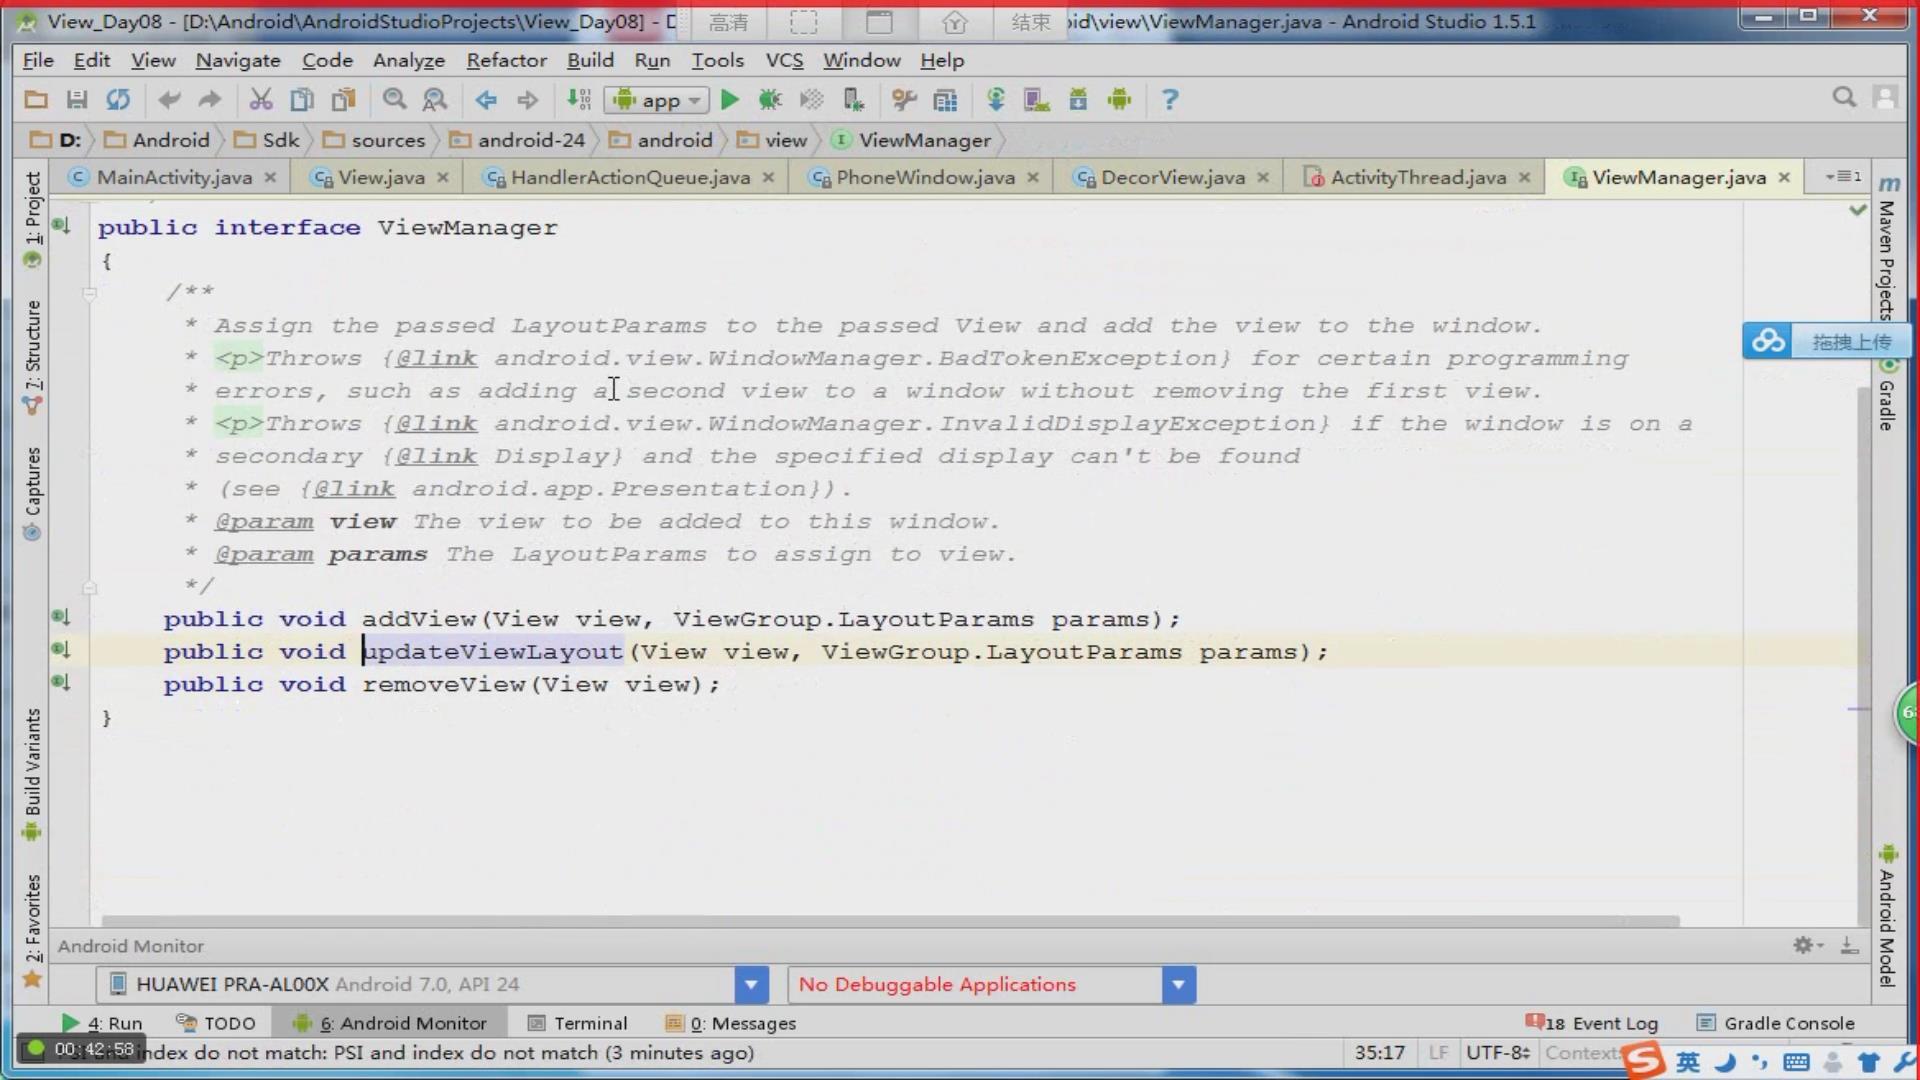 View_Day08 - [D:\Android\AndroidStudioProjects\View_Day08] - 高清 结束 id\view\ViewManager.java - Android Studio 1.5.1
File Edit View Navigate Code Analyze Refactor Build Run Tools VCS Window Help
app
D: Android Sdk sources android-24 android view ViewManager
MainActivity.java View.java HandlerActionQueue.java PhoneWindow.java DecorView.java ActivityThread.java ViewManager.java
public interface ViewManager
{
/**
* Assign the passed LayoutParams to the passed View and add the view to the window.
* <p>Throws {@link android.view.WindowManager.BadTokenException} for certain programming
* errors, such as adding a second view to a window without removing the first view.
* <p>Throws {@link android.view.WindowManager.InvalidDisplayException} if the window is on a
* secondary {@link Display} and the specified display can't be found
* (see {@link android.app.Presentation}).
* @param view The view to be added to this window.
* @param params The LayoutParams to assign to view.
*/
public void addView(View view, ViewGroup.LayoutParams params);
public void updateViewLayout(View view, ViewGroup.LayoutParams params);
public void removeView(View view);
}
1: Project
7: Structure
Captures
Build Variants
2: Favorites
Maven Projects
拖拽上传
Gradle
Android Model
Android Monitor
HUAWEI PRA-AL00X Android 7.0, API 24
No Debuggable Applications
4: Run TODO 6: Android Monitor Terminal 0: Messages 18 Event Log Gradle Console
00:42:58 index do not match: PSI and index do not match (3 minutes ago) 35:17 LF UTF-8 Context 英